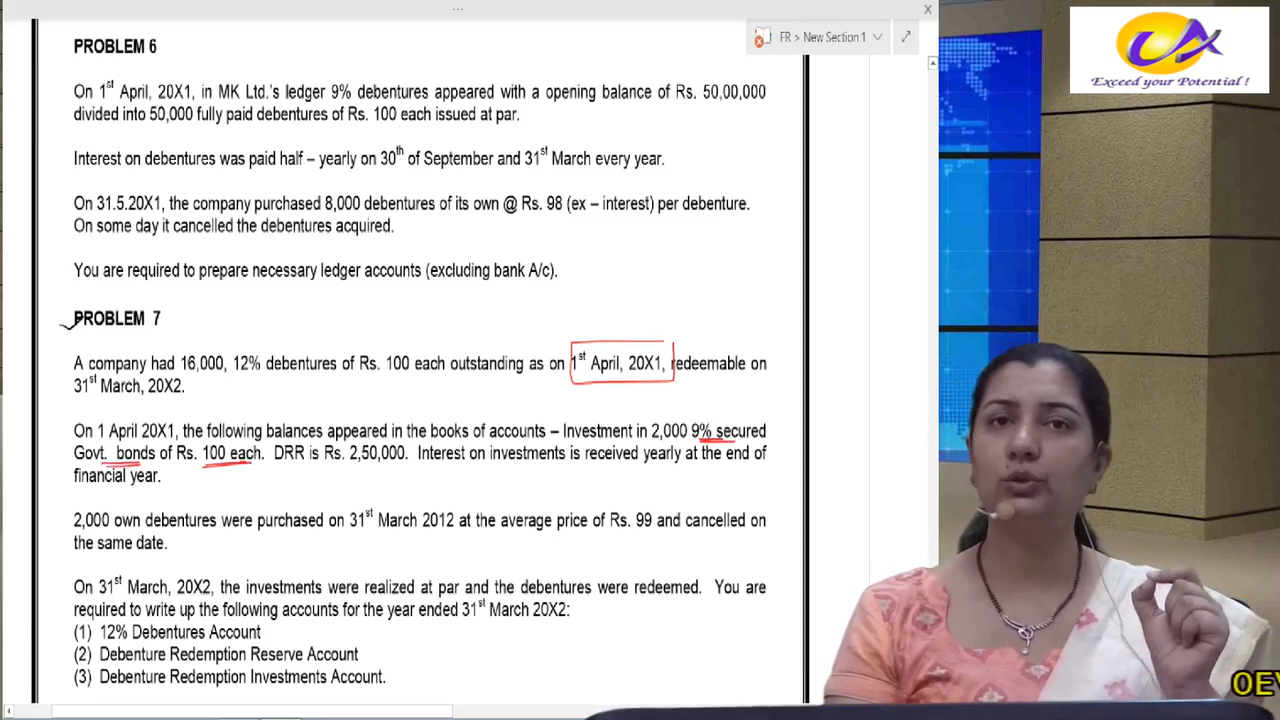 FR > New Section 1
PROBLEM 6
On 1st April, 20X1, in MK Ltd.'s ledger 9% debentures appeared with a opening balance of Rs. 50,00,000
divided into 50,000 fully paid debentures of Rs. 100 each issued at par.
Interest on debentures was paid half – yearly on 30th of September and 31st March every year.
On 31.5.20X1, the company purchased 8,000 debentures of its own @ Rs. 98 (ex – interest) per debenture.
On some day it cancelled the debentures acquired.
You are required to prepare necessary ledger accounts (excluding bank A/c).
PROBLEM 7
A company had 16,000, 12% debentures of Rs. 100 each outstanding as on 1st April, 20X1, redeemable on
31st March, 20X2.
On 1 April 20X1, the following balances appeared in the books of accounts – Investment in 2,000 9% secured
Govt. bonds of Rs. 100 each. DRR is Rs. 2,50,000. Interest on investments is received yearly at the end of
financial year.
2,000 own debentures were purchased on 31st March 2012 at the average price of Rs. 99 and cancelled on
the same date.
On 31st March, 20X2, the investments were realized at par and the debentures were redeemed. You are
required to write up the following accounts for the year ended 31st March 20X2:
(1) 12% Debentures Account
(2) Debenture Redemption Reserve Account
(3) Debenture Redemption Investments Account.
Exceed your Potential !